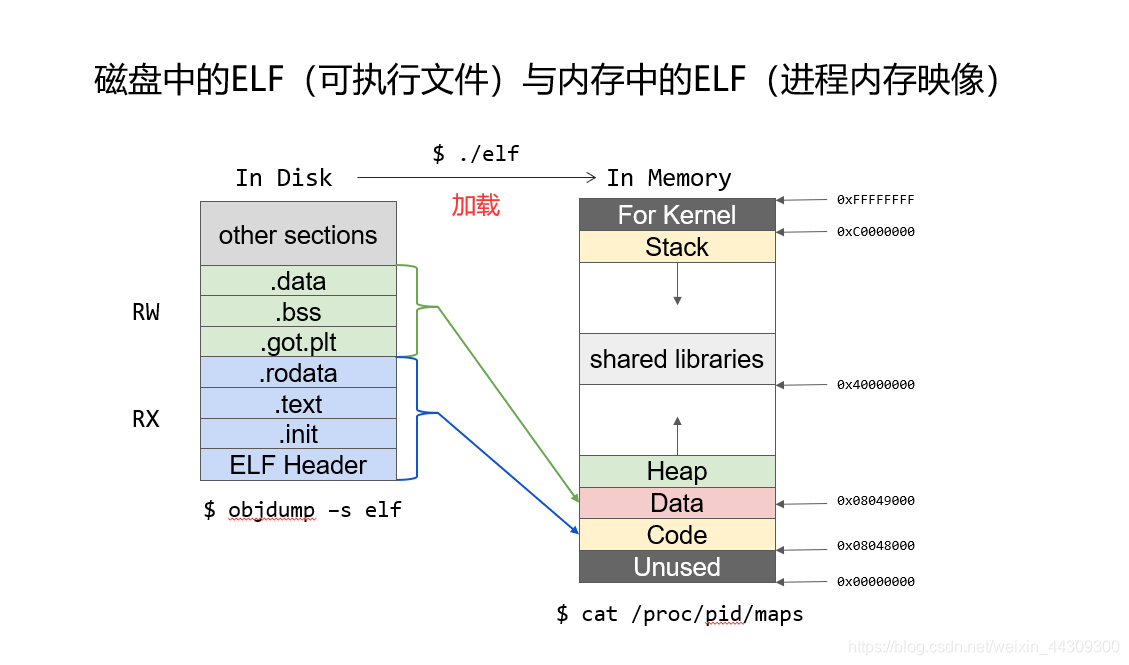 磁盘中的ELF（可执行文件）与内存中的ELF（进程内存映像）
$ ./elf
In Disk
In Memory
加载
other sections
.data
.bss
.got.plt
.rodata
.text
.init
ELF Header
RW
RX
$ objdump –s elf
For Kernel
Stack
shared libraries
Heap
Data
Code
Unused
0xFFFFFFFF
0xC0000000
0x40000000
0x08049000
0x08048000
0x00000000
$ cat /proc/pid/maps
https://blog.csdn.net/weixin_44309300